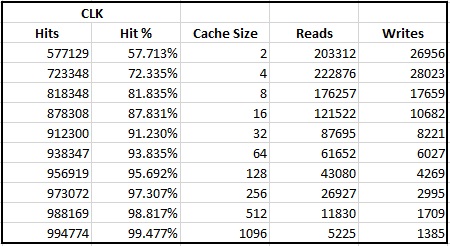 CLK
Hits Hit % Cache Size Reads Writes
577129 57.713% 2 203312 26956
723348 72.335% 4 222876 28023
818348 81.835% 8 176257 17659
878308 87.831% 16 121522 10682
912300 91.230% 32 87695 8221
938347 93.835% 64 61652 6027
956919 95.692% 128 43080 4269
973072 97.307% 256 26927 2995
988169 98.817% 512 11830 1709
994774 99.477% 1096 5225 1385